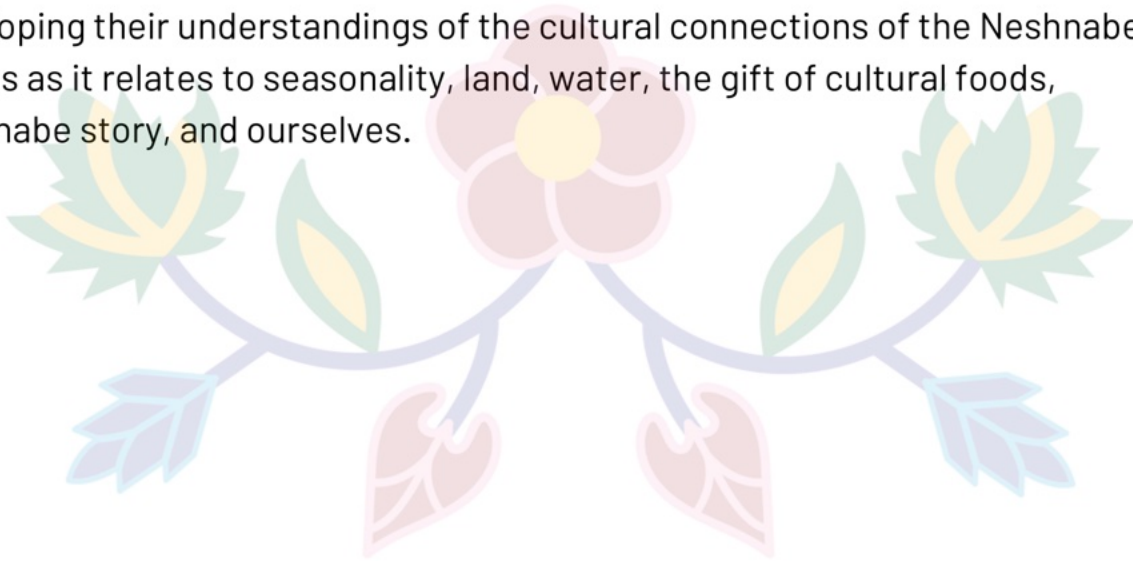 oping their understandings of the cultural connections of the Neshnabe
s as it relates to seasonality, land, water, the gift of cultural foods,
nabe story, and ourselves.